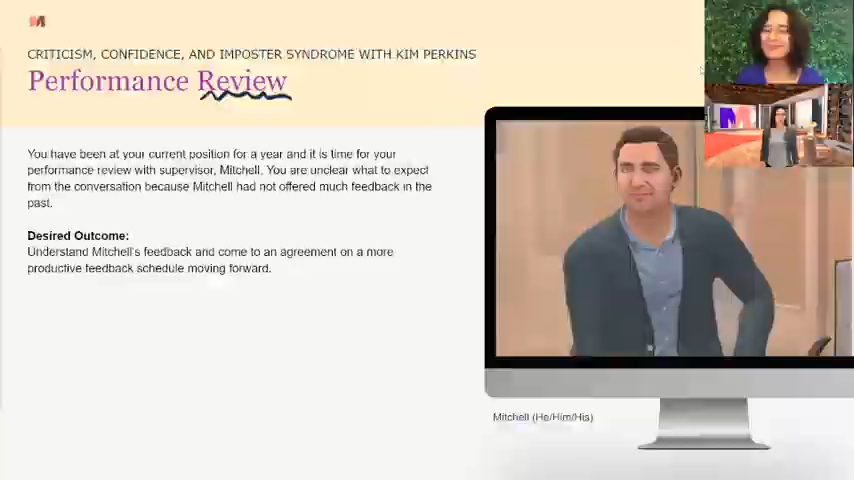 CRITICISM, CONFIDENCE, AND IMPOSTER SYNDROME WITH KIM PERKINS
Performance Review
You have been at your current position for a year and it is time for your
performance review with supervisor, Mitchell. You are unclear what to expect
from the conversation because Mitchell had not offered much feedback in the
past.
Desired Outcome:
Understand Mitchell's feedback and come to an agreement on a more
productive feedback schedule moving forward.
Mitchell (He/Him/His)